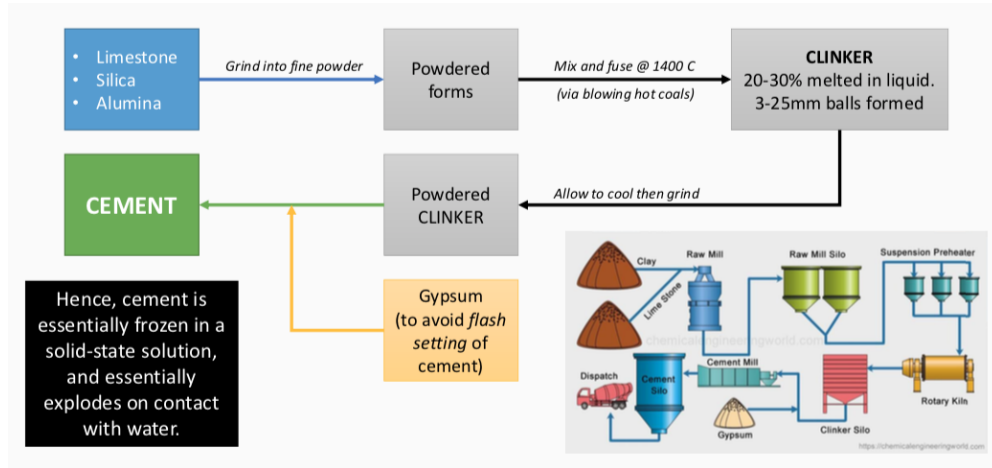 • Limestone
• Silica
• Alumina
Grind into fine powder
Powdered
forms
Mix and fuse @ 1400 C
(via blowing hot coals)
CLINKER
20-30% melted in liquid.
3-25mm balls formed
Allow to cool then grind
Powdered
CLINKER
CEMENT
Gypsum
(to avoid flash
setting of
cement)
Hence, cement is
essentially frozen in a
solid-state solution,
and essentially
explodes on contact
with water.
Clay
Lime Stone
Raw Mill
Raw Mill Silo
Suspension Preheater
chemicalengineeringworld.com
Rotary Kiln
Clinker Silo
Gypsum
Cement Mill
Cement
Silo
Dispatch
https://chemicalengineeringworld.com